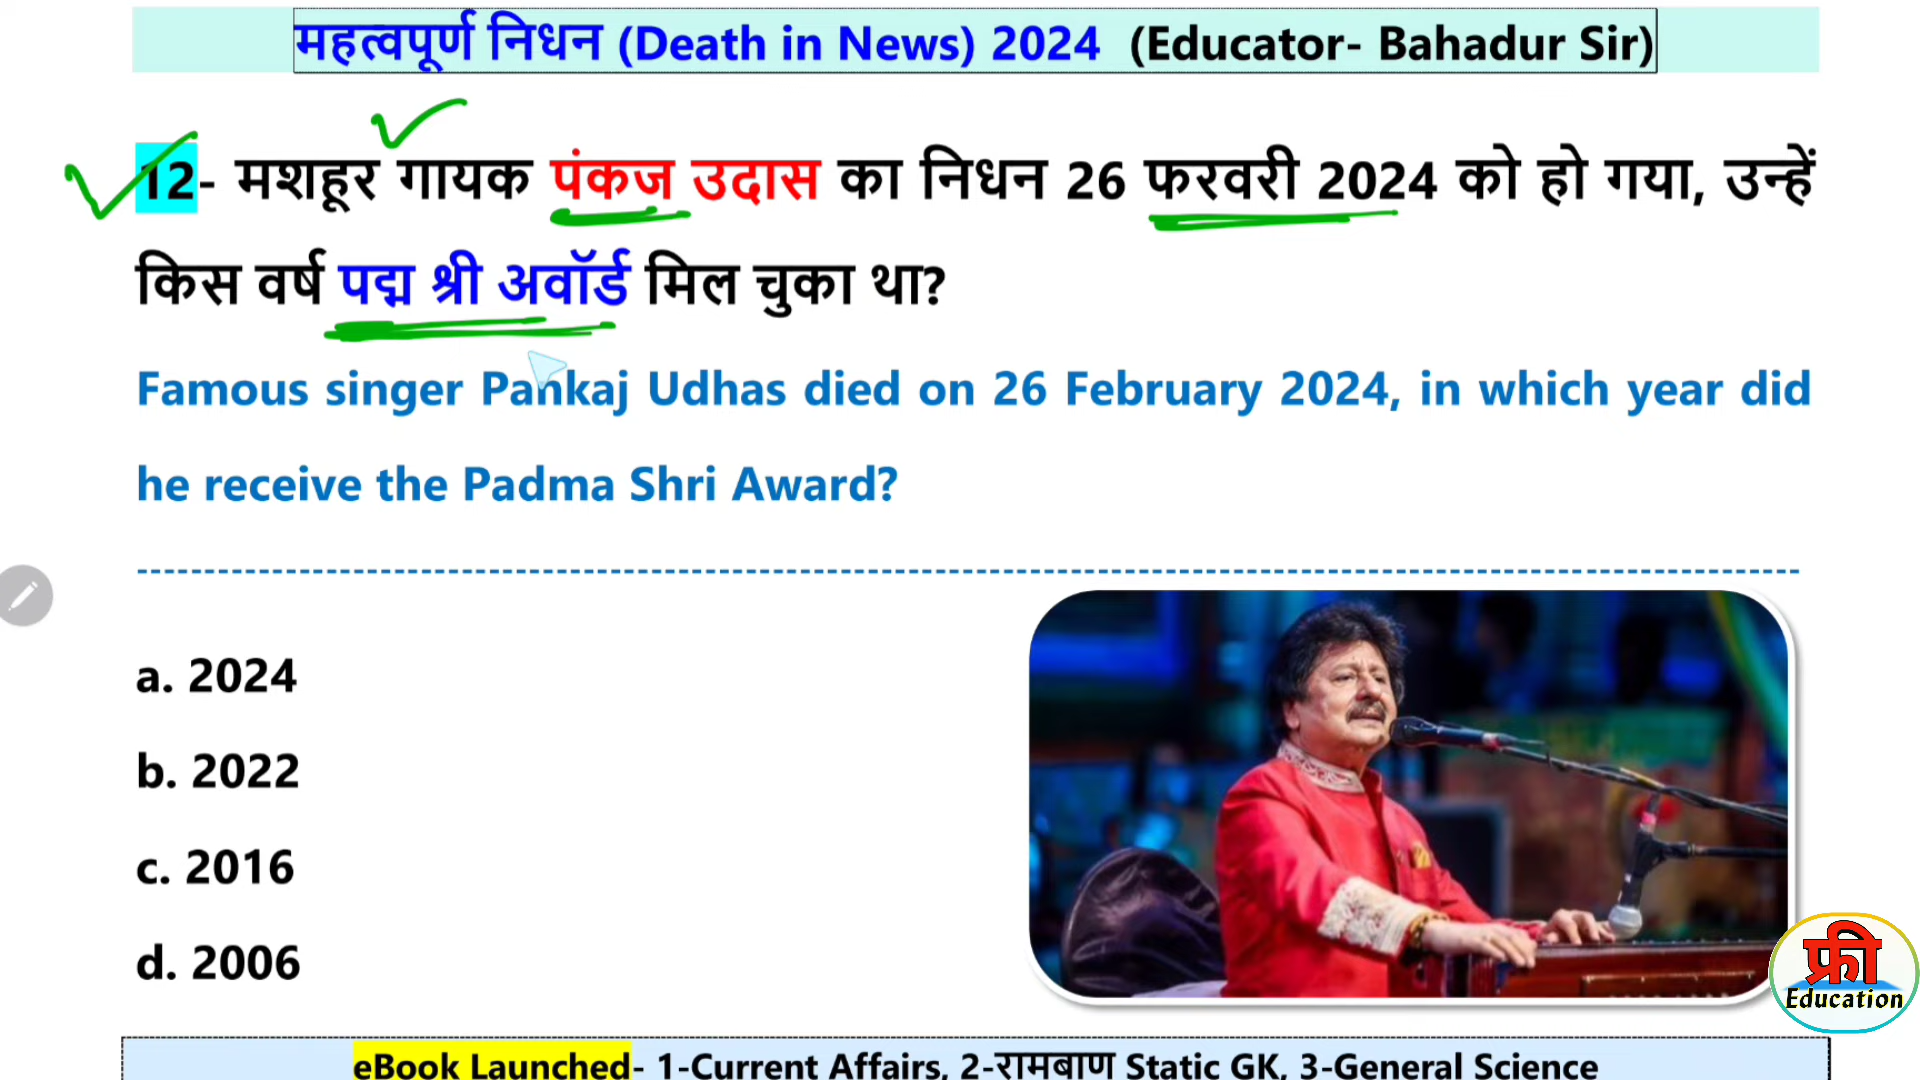 महत्वपूर्ण निधन (Death in News) 2024 (Educator- Bahadur Sir)
12- मशहूर गायक पंकज उदास का निधन 26 फरवरी 2024 को हो गया, उन्हें
किस वर्ष पद्म श्री अवॉर्ड मिल चुका था?
Famous singer Pankaj Udhas died on 26 February 2024, in which year did
he receive the Padma Shri Award?
a. 2024
b. 2022
c. 2016
d. 2006
फ्री
Education
eBook Launched- 1-Current Affairs, 2-रामबाण Static GK, 3-General Science